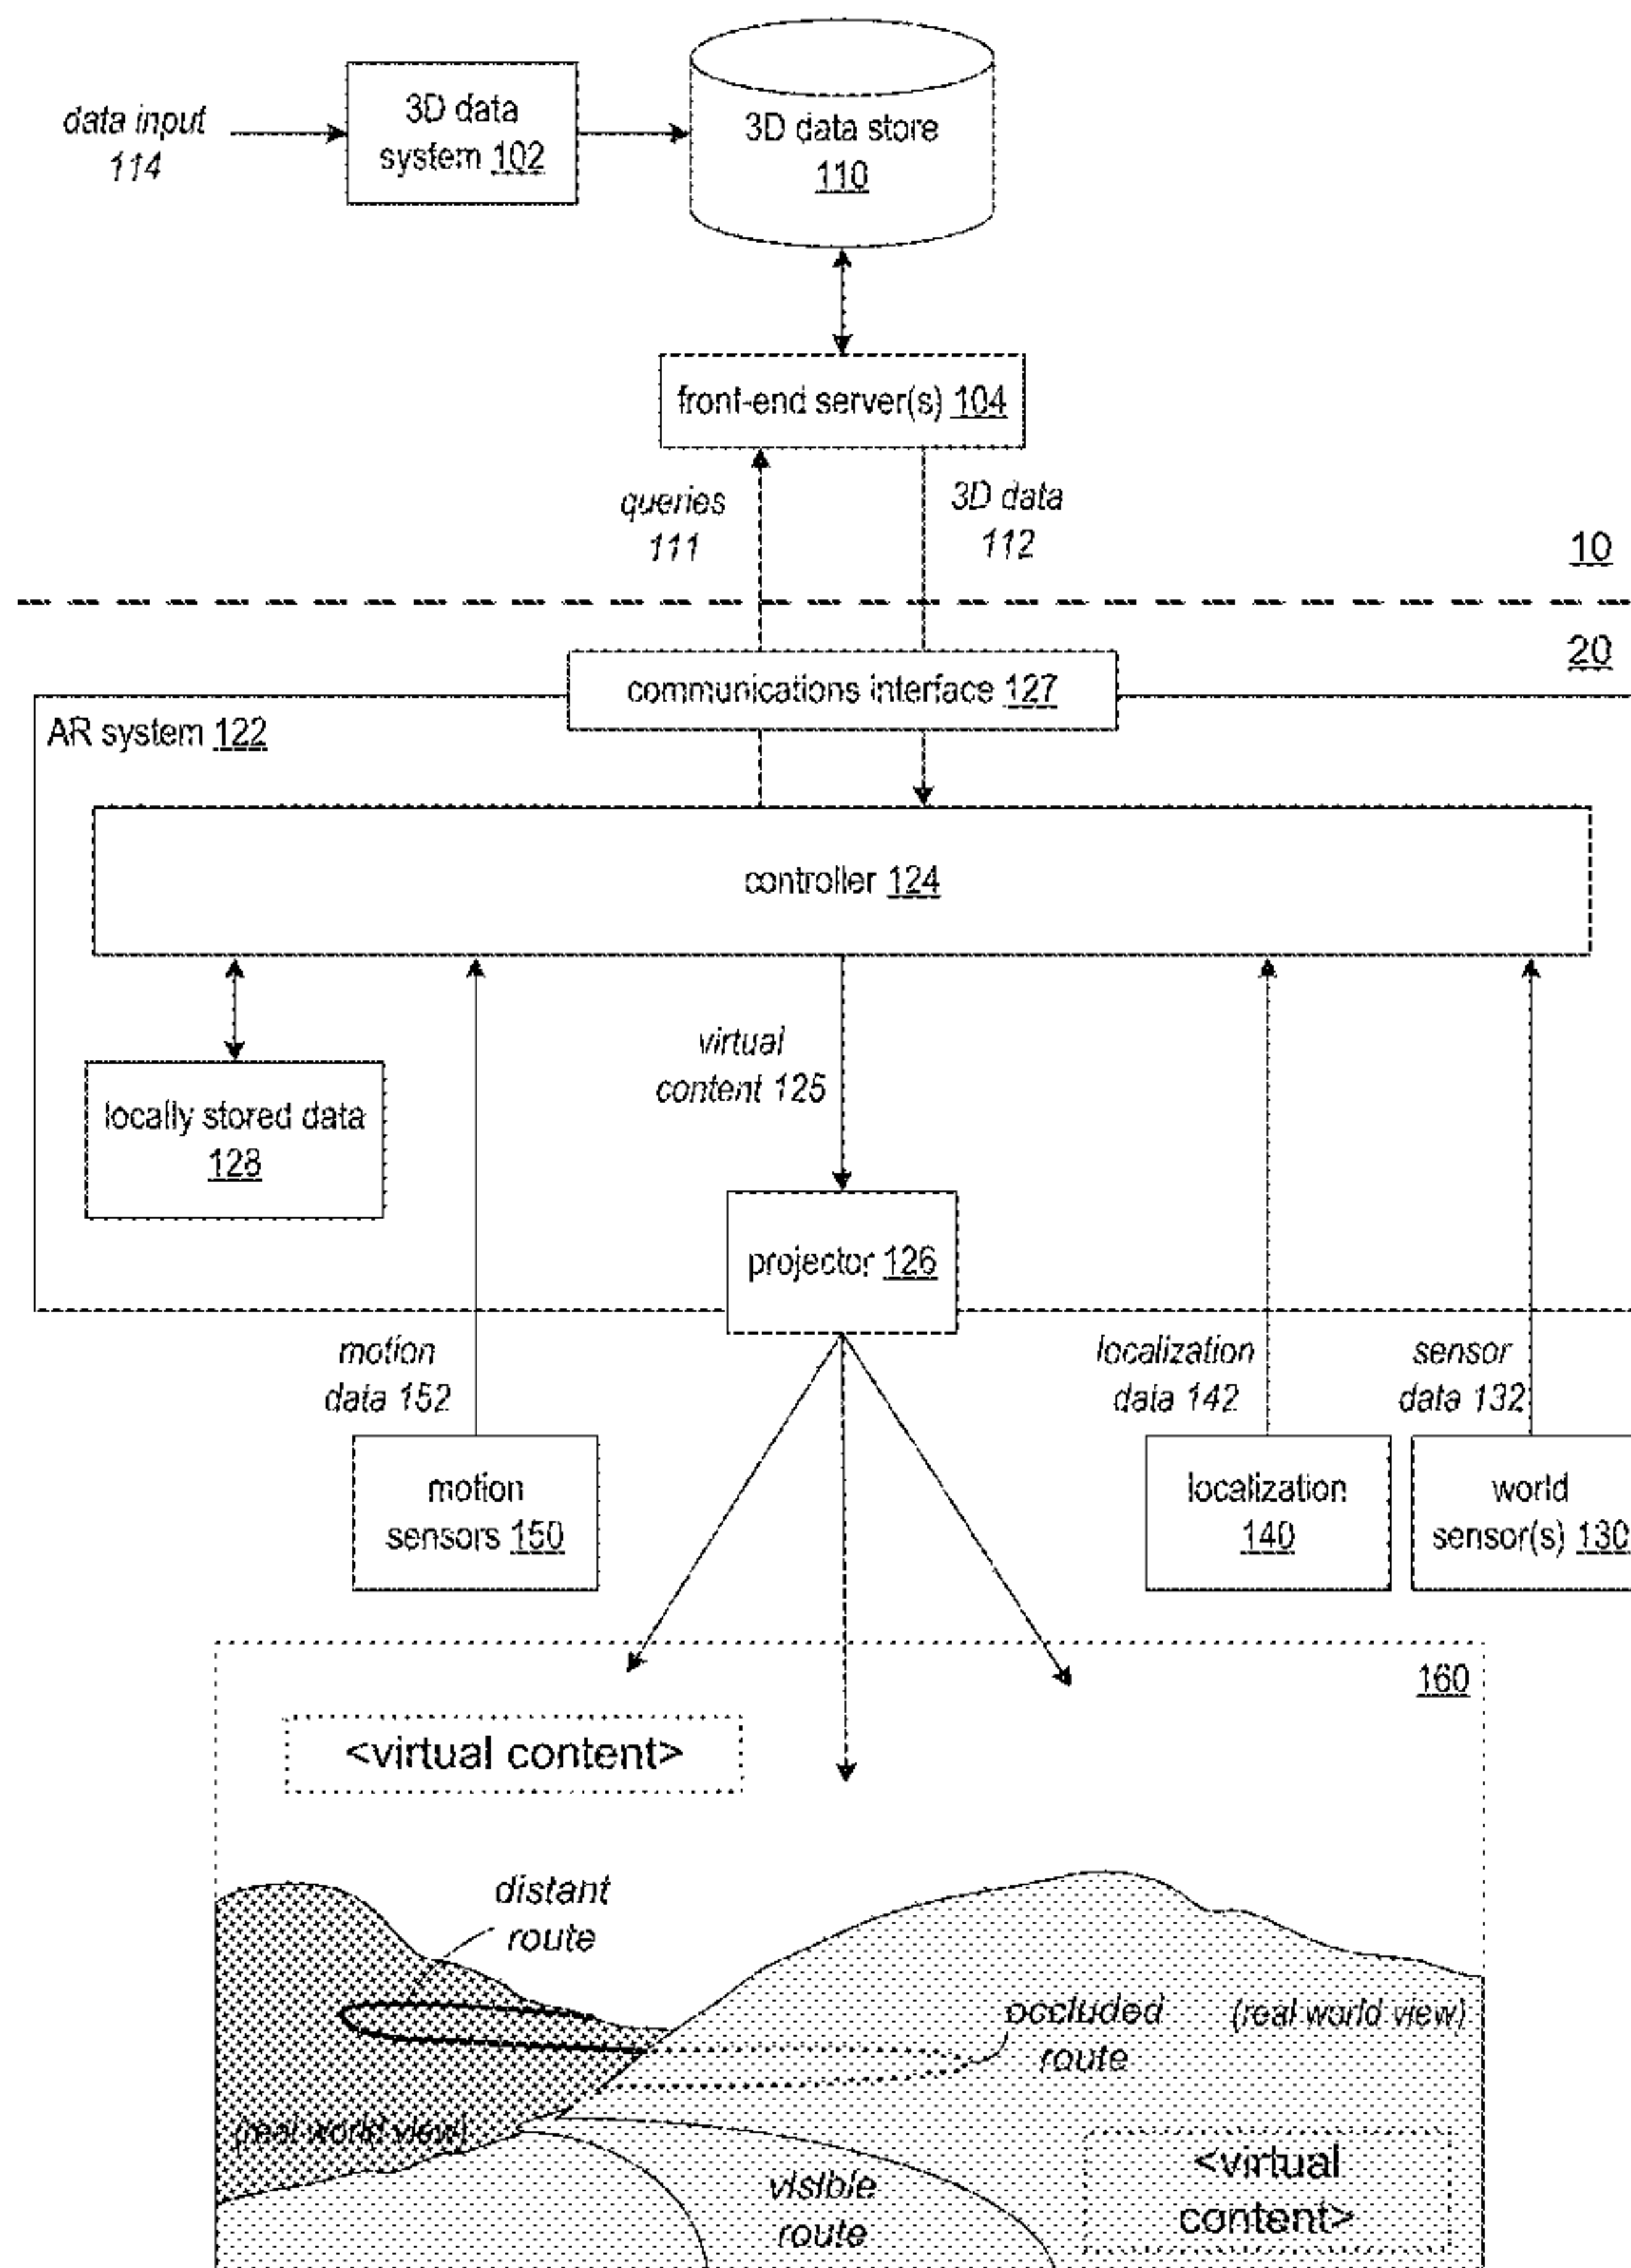 data input
114
3D data
system 102
3D data store
110
front-end server(s) 104
queries
111
3D data
112
10
20
communications interface 127
AR system 122
controller 124
virtual
content 125
locally stored data
128
projector 126
motion
data 152
localization
data 142
sensor
data 132
motion
sensors 150
localization
140
world
sensor(s) 130
160
<virtual content>
distant
route
occluded
route
(real world view)
(real world view)
visible
route
<virtual
content>